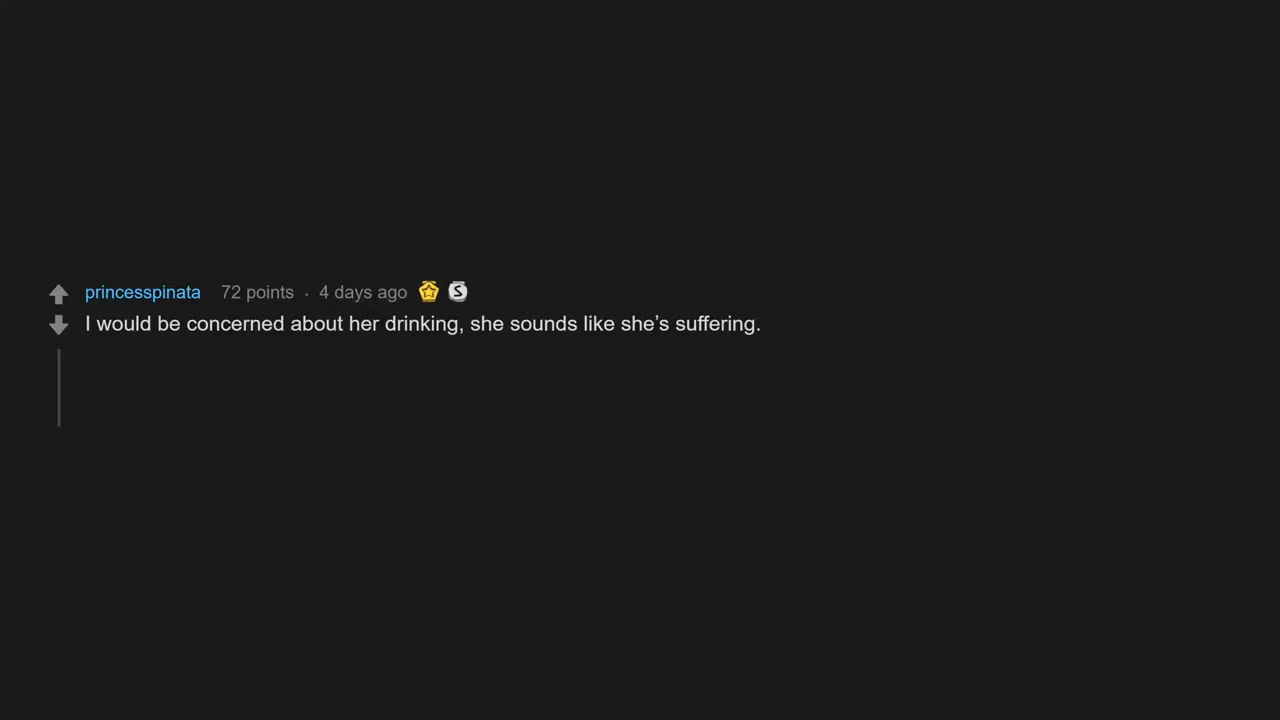 princesspinata 72 points · 4 days ago
I would be concerned about her drinking, she sounds like she’s suffering.